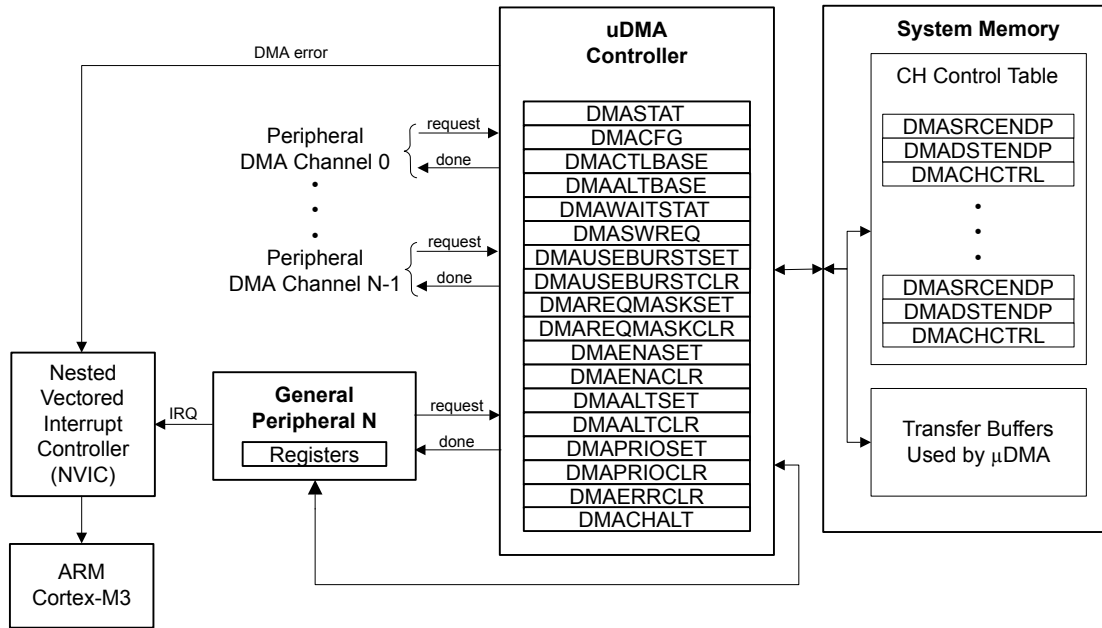 uDMA
Controller
DMASTAT
DMACFG
DMACTLBASE
DMAALTBASE
DMAWAITSTAT
DMASWREQ
DMAUSEBURSTSET
DMAUSEBURSTCLR
DMAREQMASKSET
DMAREQMASKCLR
DMAENASET
DMAENACLR
DMAALTSET
DMAALTCLR
DMAPRIOSET
DMAPRIOCLR
DMAERRCLR
DMACHALT
System Memory
CH Control Table
DMASRCENDP
DMADSTENDP
DMACHCTRL
DMASRCENDP
DMADSTENDP
DMACHCTRL
Transfer Buffers
Used by μDMA
DMA error
Peripheral
DMA Channel 0
request
done
Peripheral
DMA Channel N-1
request
done
Nested
Vectored
Interrupt
Controller
(NVIC)
IRQ
General
Peripheral N
Registers
request
done
ARM
Cortex-M3